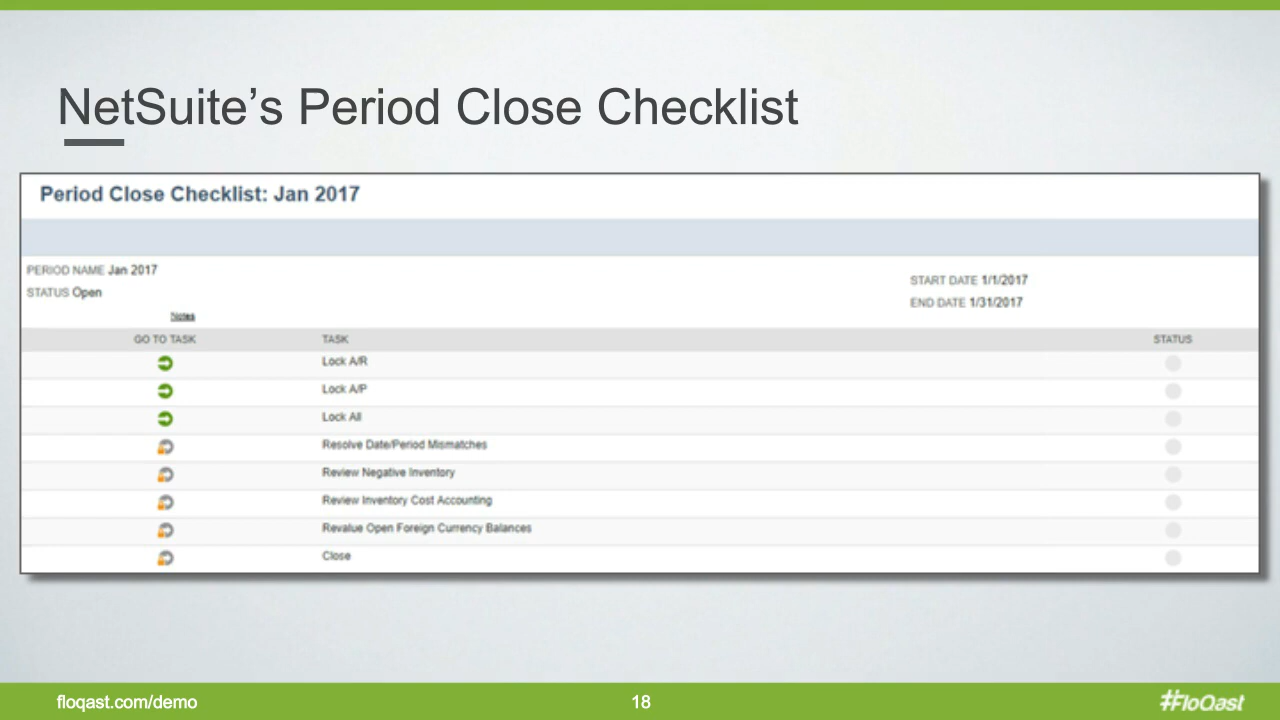 NetSuite’s Period Close Checklist
Period Close Checklist: Jan 2017
PERIOD NAME Jan 2017
STATUS Open
START DATE 1/1/2017
END DATE 1/31/2017
Notes
GO TO TASK TASK STATUS
Lock A/R
Lock A/P
Lock All
Resolve Date/Period Mismatches
Review Negative Inventory
Review Inventory Cost Accounting
Revalue Open Foreign Currency Balances
Close
floqast.com/demo 18 #FloQast